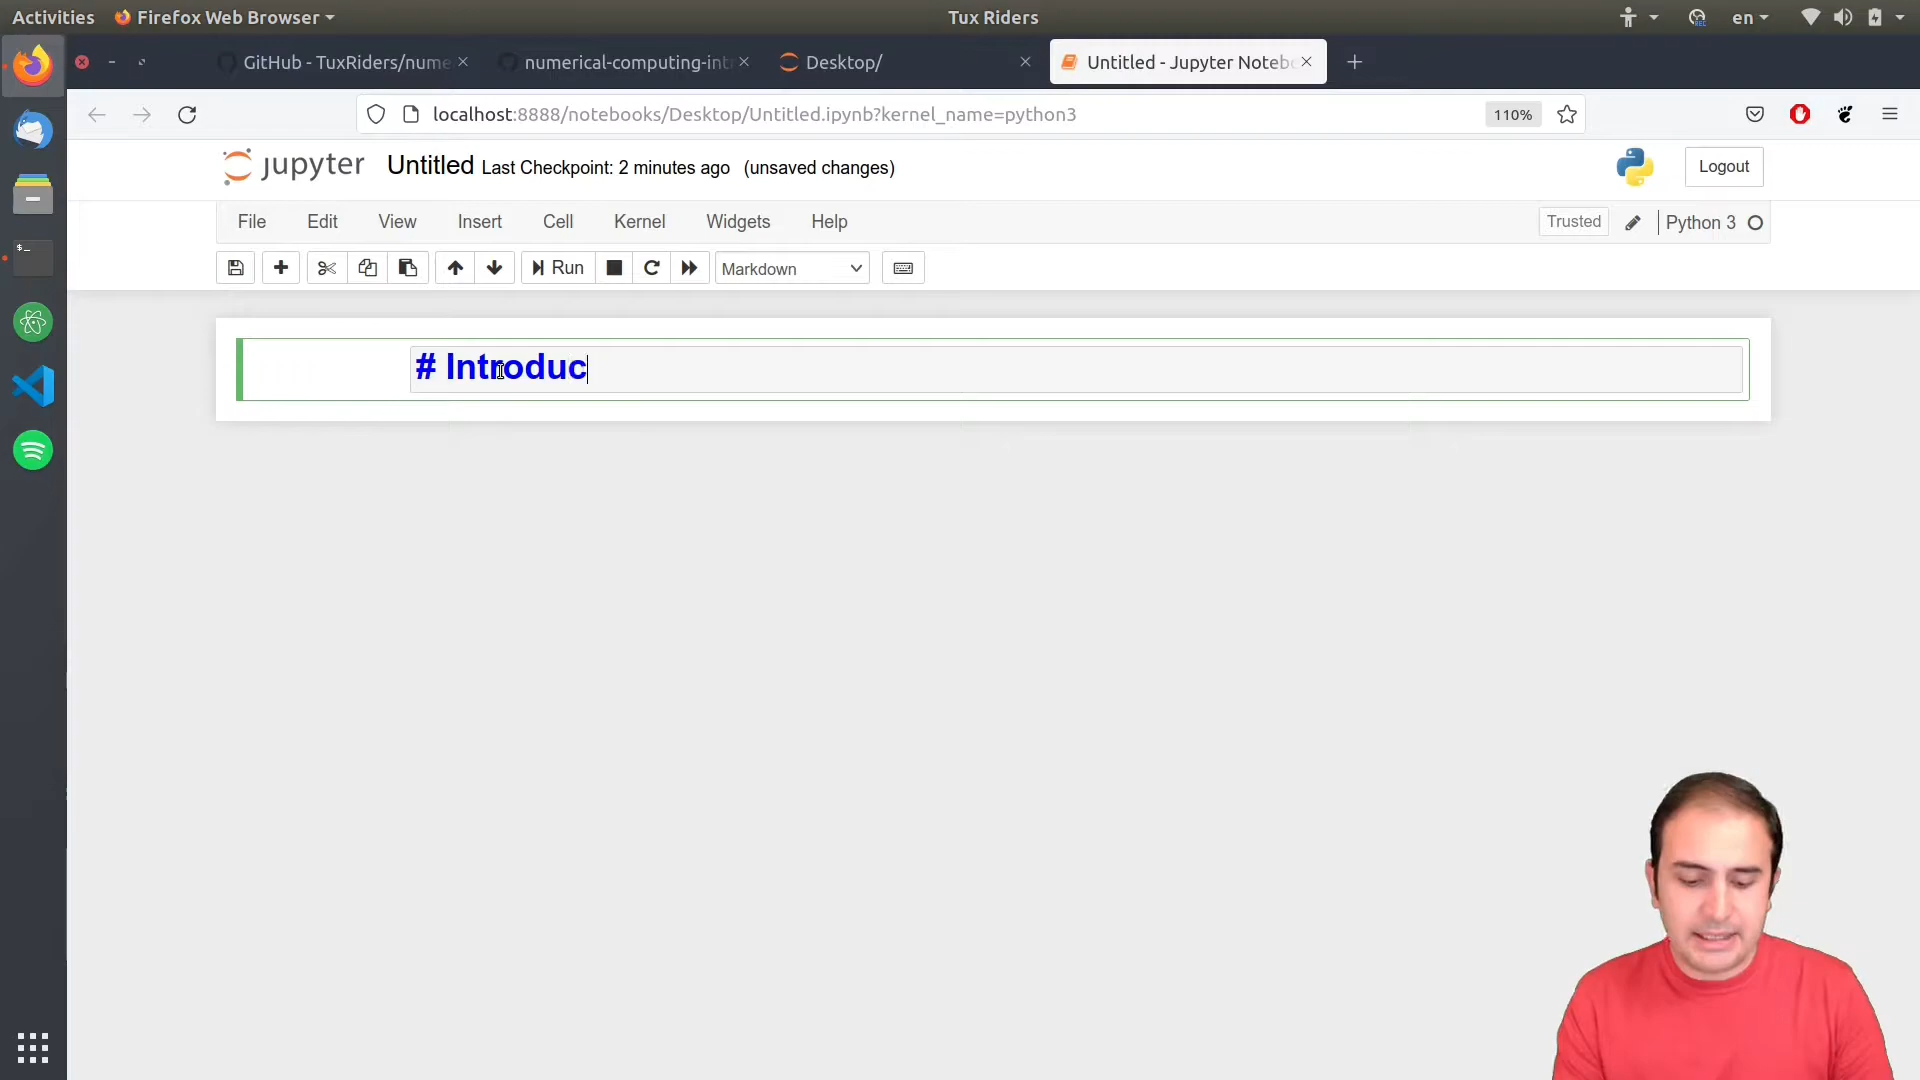 Activities Firefox Web Browser Tux Riders en
GitHub - TuxRiders/nume numerical-computing-int Desktop/ Untitled - Jupyter Noteb
localhost:8888/notebooks/Desktop/Untitled.ipynb?kernel_name=python3 110%
jupyter Untitled Last Checkpoint: 2 minutes ago (unsaved changes) Logout
File Edit View Insert Cell Kernel Widgets Help Trusted Python 3
Run Markdown
# Introduc